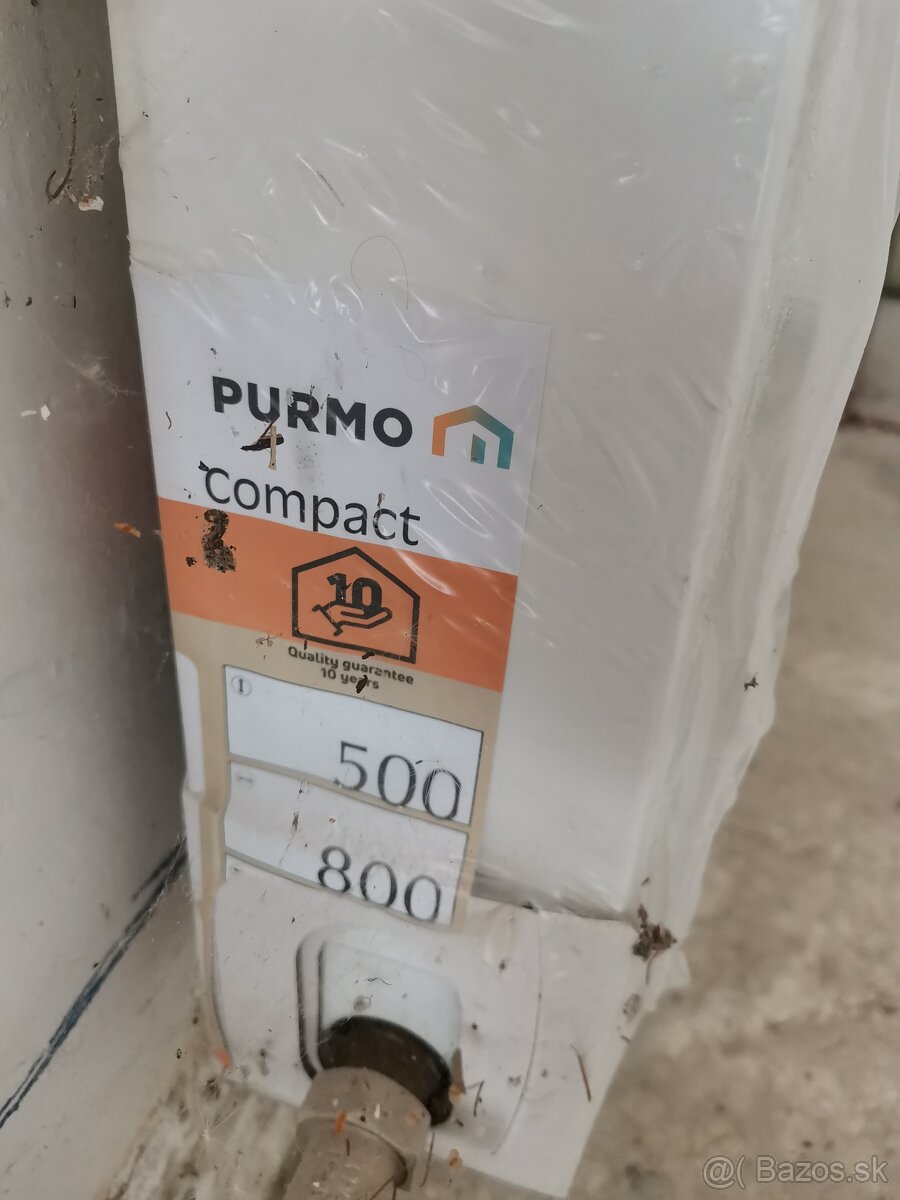 PURMO
Compact
10
Quality guarantee
10 years
500
800
@( Bazos.sk